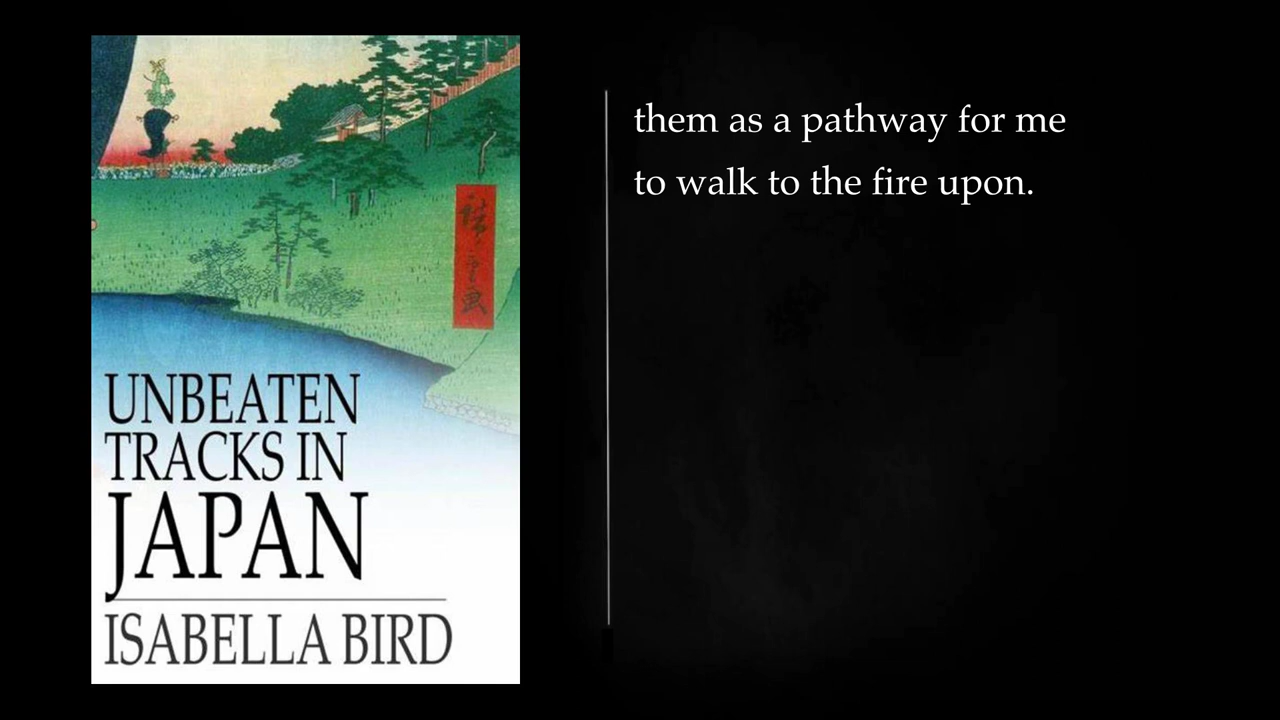 UNBEATEN
TRACKS IN
JAPAN
ISABELLA BIRD
them as a pathway for me
to walk to the fire upon.